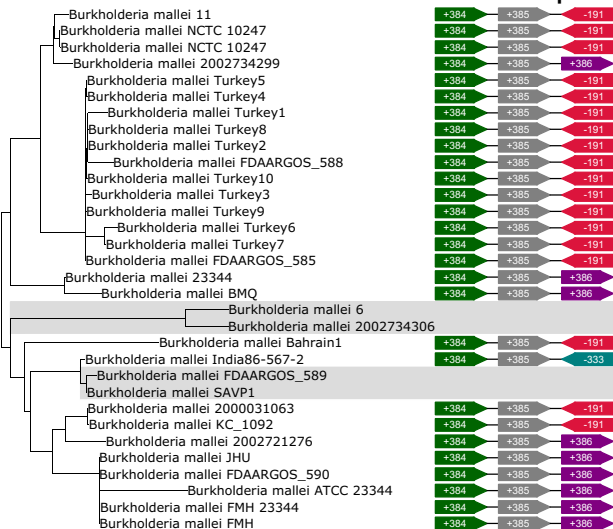 Burkholderia mallei 11 +384 +385 -191
Burkholderia mallei NCTC 10247 +384 +385 -191
Burkholderia mallei NCTC 10247 +384 +385 -191
Burkholderia mallei 2002734299 +384 +385 +386
Burkholderia mallei Turkey5 +384 +385 -191
Burkholderia mallei Turkey4 +384 +385 -191
Burkholderia mallei Turkey1 +384 +385 -191
Burkholderia mallei Turkey8 +384 +385 -191
Burkholderia mallei Turkey2 +384 +385 -191
Burkholderia mallei FDAARGOS_588 +384 +385 -191
Burkholderia mallei Turkey10 +384 +385 -191
Burkholderia mallei Turkey3 +384 +385 -191
Burkholderia mallei Turkey9 +384 +385 -191
Burkholderia mallei Turkey6 +384 +385 -191
Burkholderia mallei Turkey7 +384 +385 -191
Burkholderia mallei FDAARGOS_585 +384 +385 -191
Burkholderia mallei 23344 +384 +385 +386
Burkholderia mallei BMQ +384 +385 +386
Burkholderia mallei 6
Burkholderia mallei 2002734306
Burkholderia mallei Bahrain1 +384 +385 -191
Burkholderia mallei India86-567-2 +384 +385 -333
Burkholderia mallei FDAARGOS_589
Burkholderia mallei SAVP1
Burkholderia mallei 2000031063 +384 +385 -191
Burkholderia mallei KC_1092 +384 +385 -191
Burkholderia mallei 2002721276 +384 +385 +386
Burkholderia mallei JHU +384 +385 +386
Burkholderia mallei FDAARGOS_590 +384 +385 +386
Burkholderia mallei ATCC 23344 +384 +385 +386
Burkholderia mallei FMH 23344 +384 +385 +386
Burkholderia mallei FMH +384 +385 +386